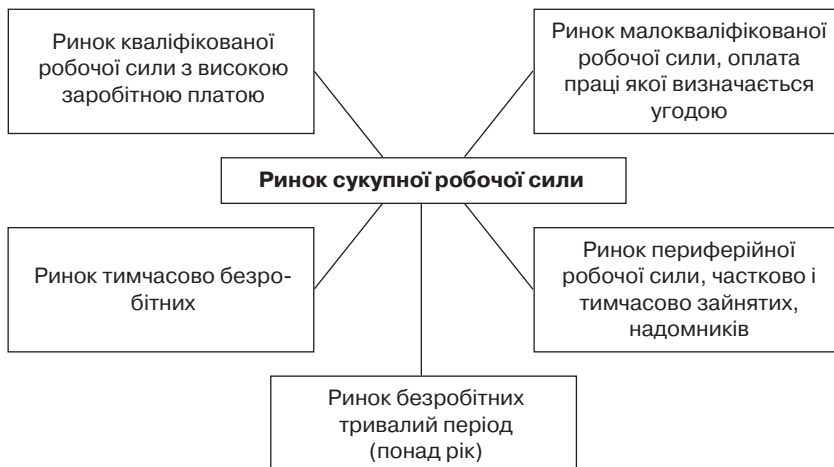 Ринок кваліфікованої
робочої сили з високою
заробітною платою
Ринок малокваліфікованої
робочої сили, оплата
праці якої визначається
угодою
Ринок сукупної робочої сили
Ринок тимчасово безро-
бітних
Ринок периферійної
робочої сили, частково і
тимчасово зайнятих,
надомників
Ринок безробітних
тривалий період
(понад рік)